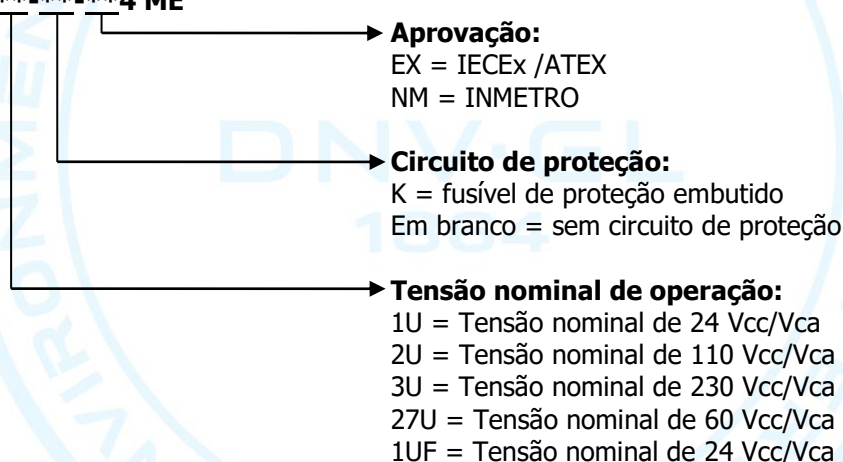 **-**-**4 ME
Aprovação:
EX = IECEx /ATEX
NM = INMETRO
DNV·GL
Circuito de proteção:
K = fusível de proteção embutido
Em branco = sem circuito de proteção
1864
Tensão nominal de operação:
1U = Tensão nominal de 24 Vcc/Vca
2U = Tensão nominal de 110 Vcc/Vca
3U = Tensão nominal de 230 Vcc/Vca
27U = Tensão nominal de 60 Vcc/Vca
1UF = Tensão nominal de 24 Vcc/Vca